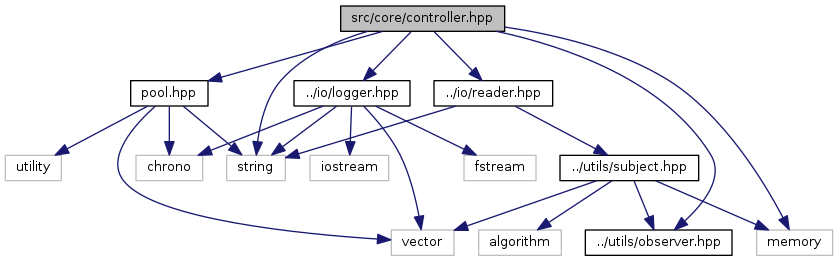 src/core/controller.hpp
pool.hpp
../io/logger.hpp
../io/reader.hpp
utility
chrono
string
iostream
fstream
../utils/subject.hpp
vector
algorithm
../utils/observer.hpp
memory